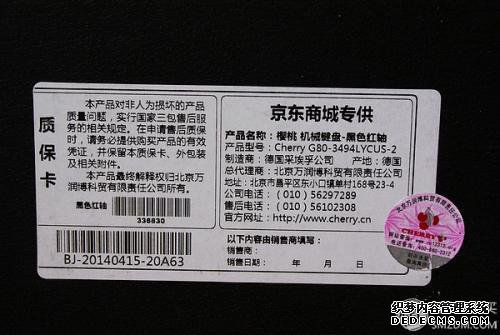 质保卡
本产品对非人为损坏的产品
质量问题，实行国家三包售后服
务的相关规定。在申请售后质保
时，请务必提供购买产品的有效
凭证，并保留本质保卡、外包装
及相关附件。
本产品最终解释权归北京万
润博科贸有限责任公司所有。
黑色红轴
336830
BJ-20140415-20A63
京东商城专供
产品名称：樱桃 机械键盘-黑色红轴
产品型号：Cherry G80-3494LYCUS-2
制造商：德国采埃孚公司 产地：德国
总代理商：北京万润博科贸有限责任公司
公司地址：北京市昌平区东小口镇单村168号23-4
公司电话：（010）56297289
售后电话：（010）56102308
官方网址：http://www.cherry.cn
以下内容由销售商填写：
销售商：
销售日期： 年 月 日
CHERRY
织梦内容管理系统
DEDECMS.COM